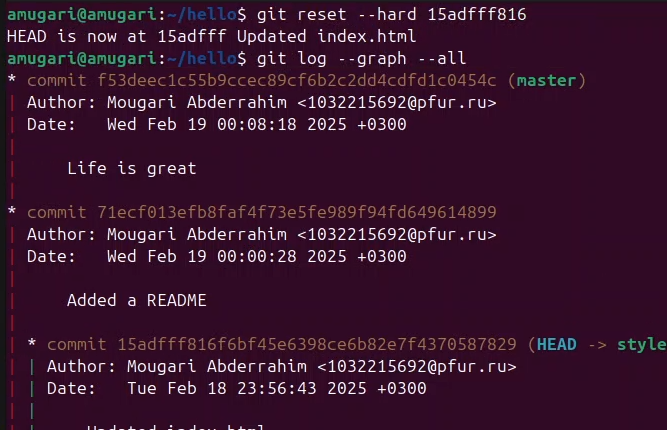 amugari@amugari:~/hello$ git reset --hard 15adfff816
HEAD is now at 15adfff Updated index.html
amugari@amugari:~/hello$ git log --graph --all
* commit f53deec1c55b9ccec89cf6b2c2dd4cdfd1c0454c (master)
| Author: Mougari Abderrahim <1032215692@pfur.ru>
| Date:   Wed Feb 19 00:08:18 2025 +0300
|
|     Life is great
|
* commit 71ecf013efb8faf4f73e5fe989f94fd649614899
| Author: Mougari Abderrahim <1032215692@pfur.ru>
| Date:   Wed Feb 19 00:00:28 2025 +0300
|
|     Added a README
|
| * commit 15adfff816f6bf45e6398ce6b82e7f4370587829 (HEAD -> style
| | Author: Mougari Abderrahim <1032215692@pfur.ru>
| | Date:   Tue Feb 18 23:56:43 2025 +0300
| |
| |     Updated index.html